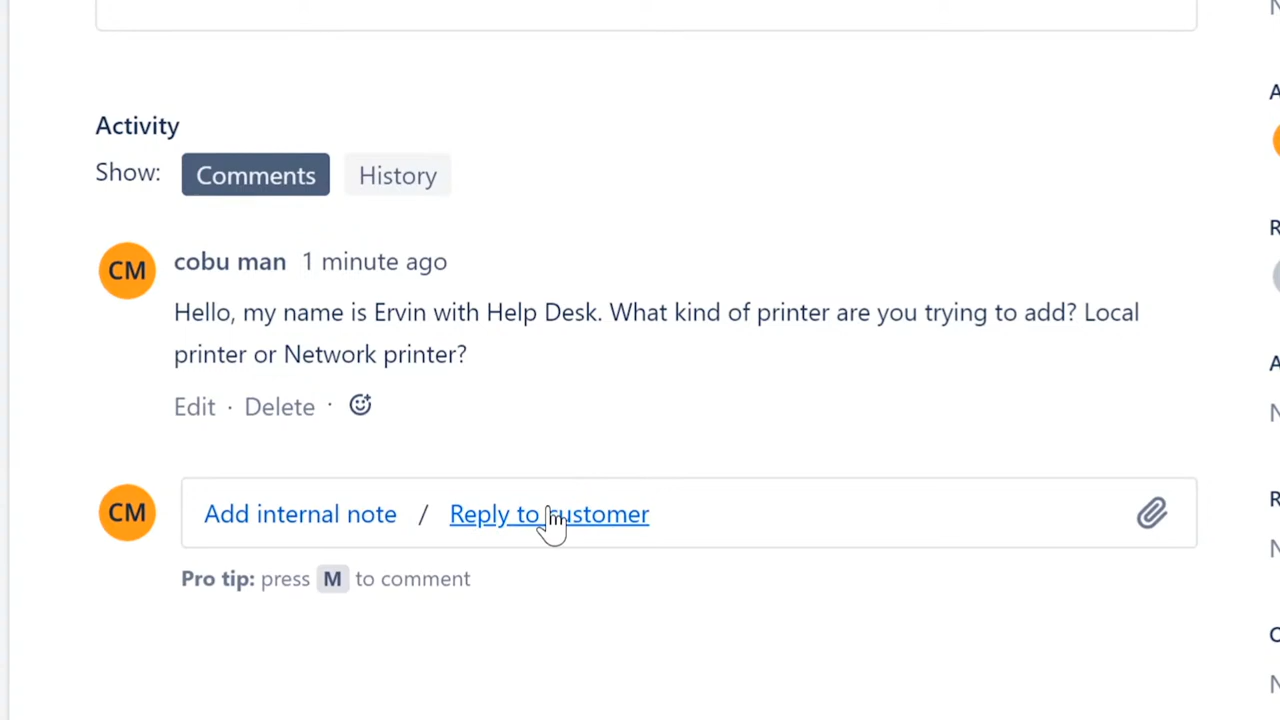 Activity
Show: Comments History
CM cobu man 1 minute ago
Hello, my name is Ervin with Help Desk. What kind of printer are you trying to add? Local
printer or Network printer?
Edit · Delete ·
CM Add internal note / Reply to customer
Pro tip: press M to comment